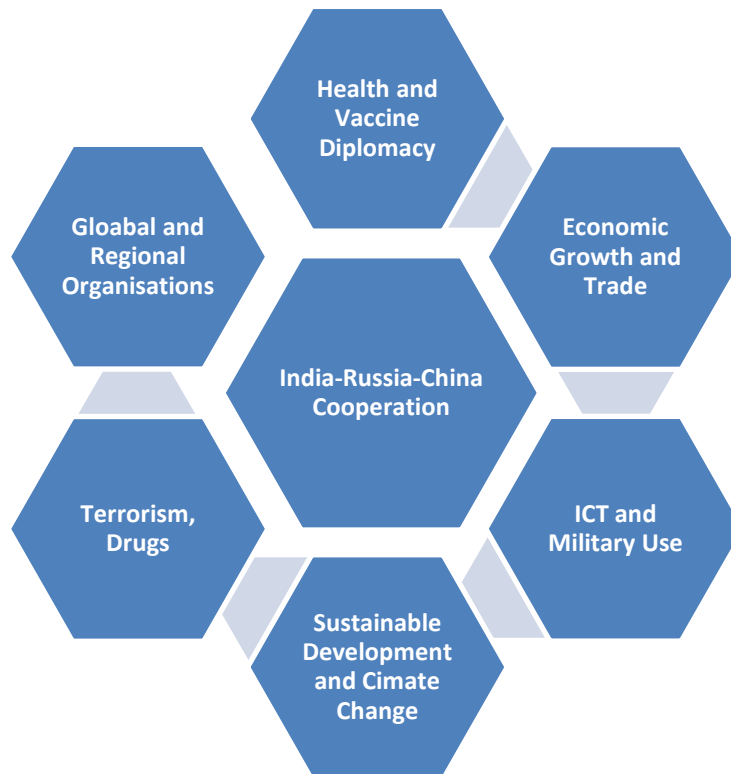 Health and
Vaccine
Diplomacy
Gloabal and
Regional
Organisations
Economic
Growth and
Trade
India-Russia-China
Cooperation
Terrorism,
Drugs
ICT and
Military Use
Sustainable
Development
and Cimate
Change